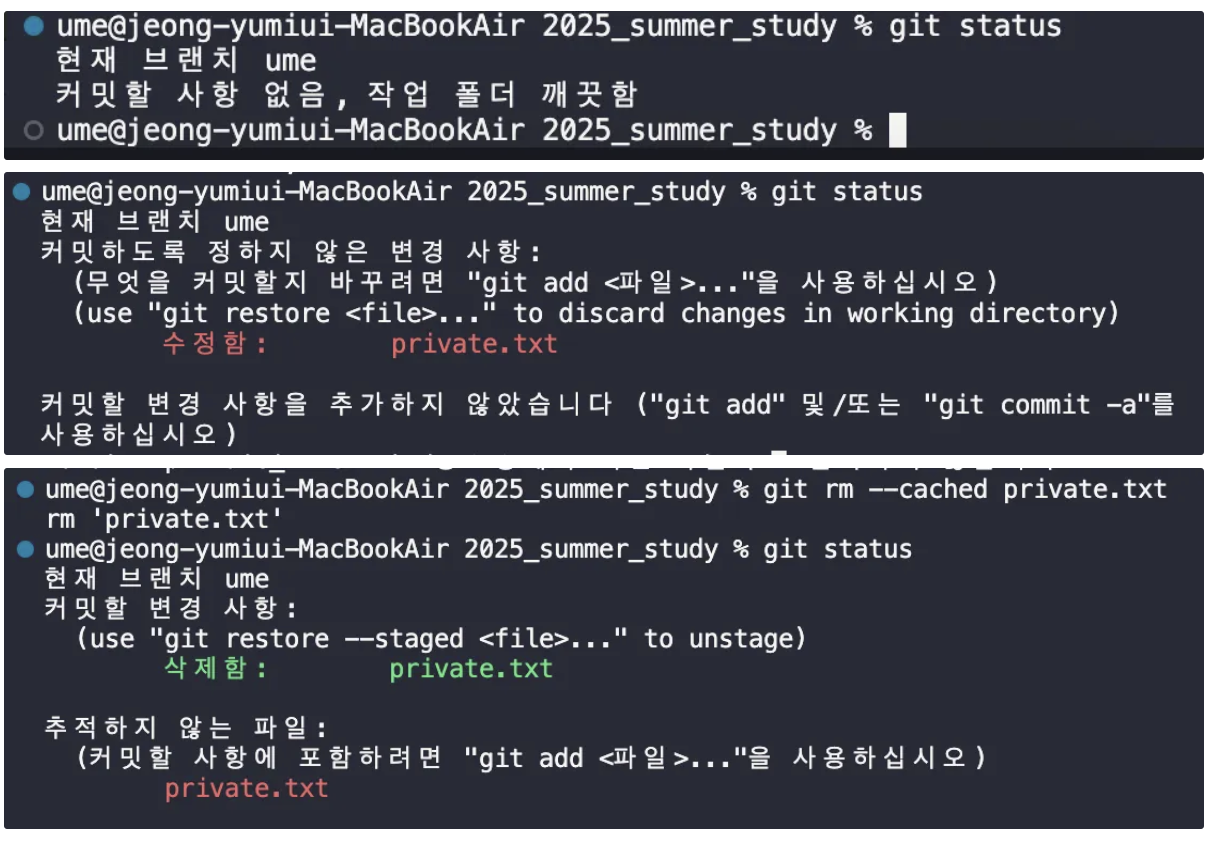 ume@jeong-yumiui-MacBookAir 2025_summer_study % git status
현재 브랜치 ume
커밋할 사항 없음, 작업 폴더 깨끗함
ume@jeong-yumiui-MacBookAir 2025_summer_study %
ume@jeong-yumiui-MacBookAir 2025_summer_study % git status
현재 브랜치 ume
커밋하도록 정하지 않은 변경 사항:
(무엇을 커밋할지 바꾸려면 "git add <파일>..."을 사용하십시오)
(use "git restore <file>..." to discard changes in working directory)
수정함: private.txt
커밋할 변경 사항을 추가하지 않았습니다 ("git add" 및/또는 "git commit -a"를
사용하십시오)
ume@jeong-yumiui-MacBookAir 2025_summer_study % git rm --cached private.txt
rm 'private.txt'
ume@jeong-yumiui-MacBookAir 2025_summer_study % git status
현재 브랜치 ume
커밋할 변경 사항:
(use "git restore --staged <file>..." to unstage)
삭제함: private.txt
추적하지 않는 파일:
(커밋할 사항에 포함하려면 "git add <파일>..."을 사용하십시오)
private.txt